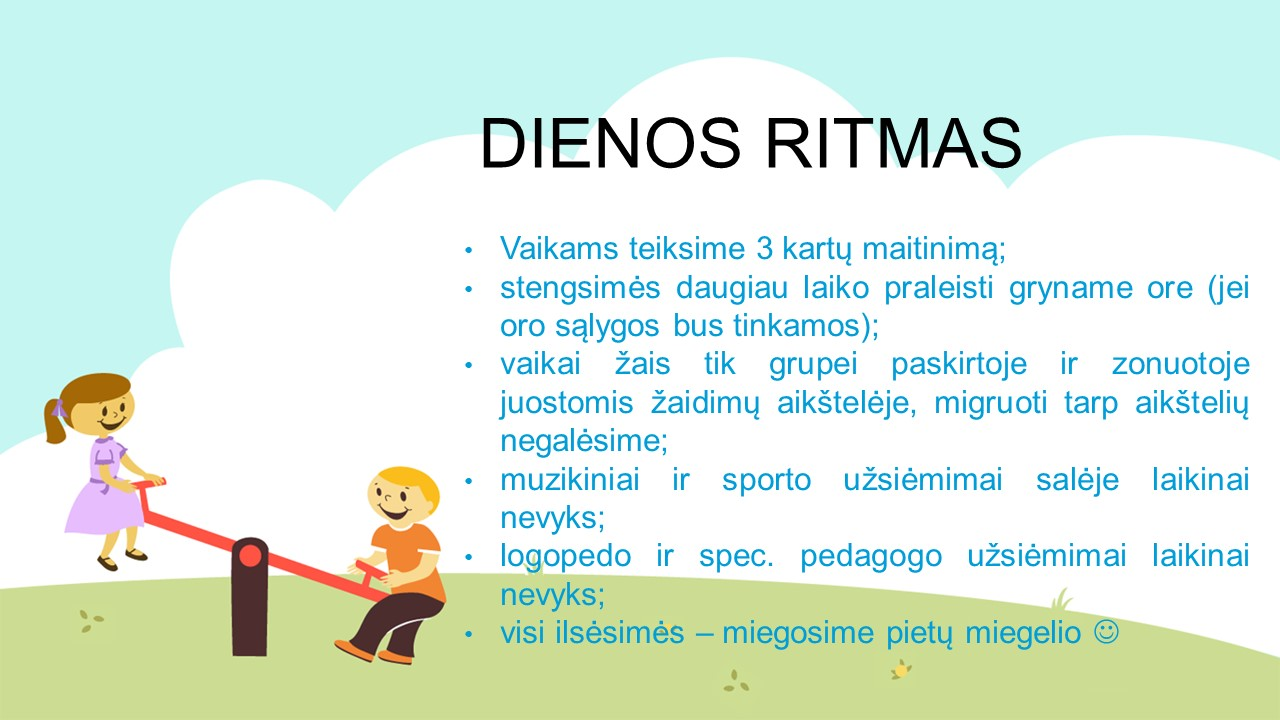 DIENOS RITMAS
• Vaikams teiksime 3 kartų maitinimą;
• stengsimės daugiau laiko praleisti gryname ore (jei
oro sąlygos bus tinkamos);
• vaikai žais tik grupei paskirtoje ir zonuotoje
juostomis žaidimų aikštelėje, migruoti tarp aikštelių
negalėsime;
• muzikiniai ir sporto užsiėmimai salėje laikinai
nevyks;
• logopedo ir spec. pedagogo užsiėmimai laikinai
nevyks;
• visi ilsėsimės – miegosime pietų miegelio ☺